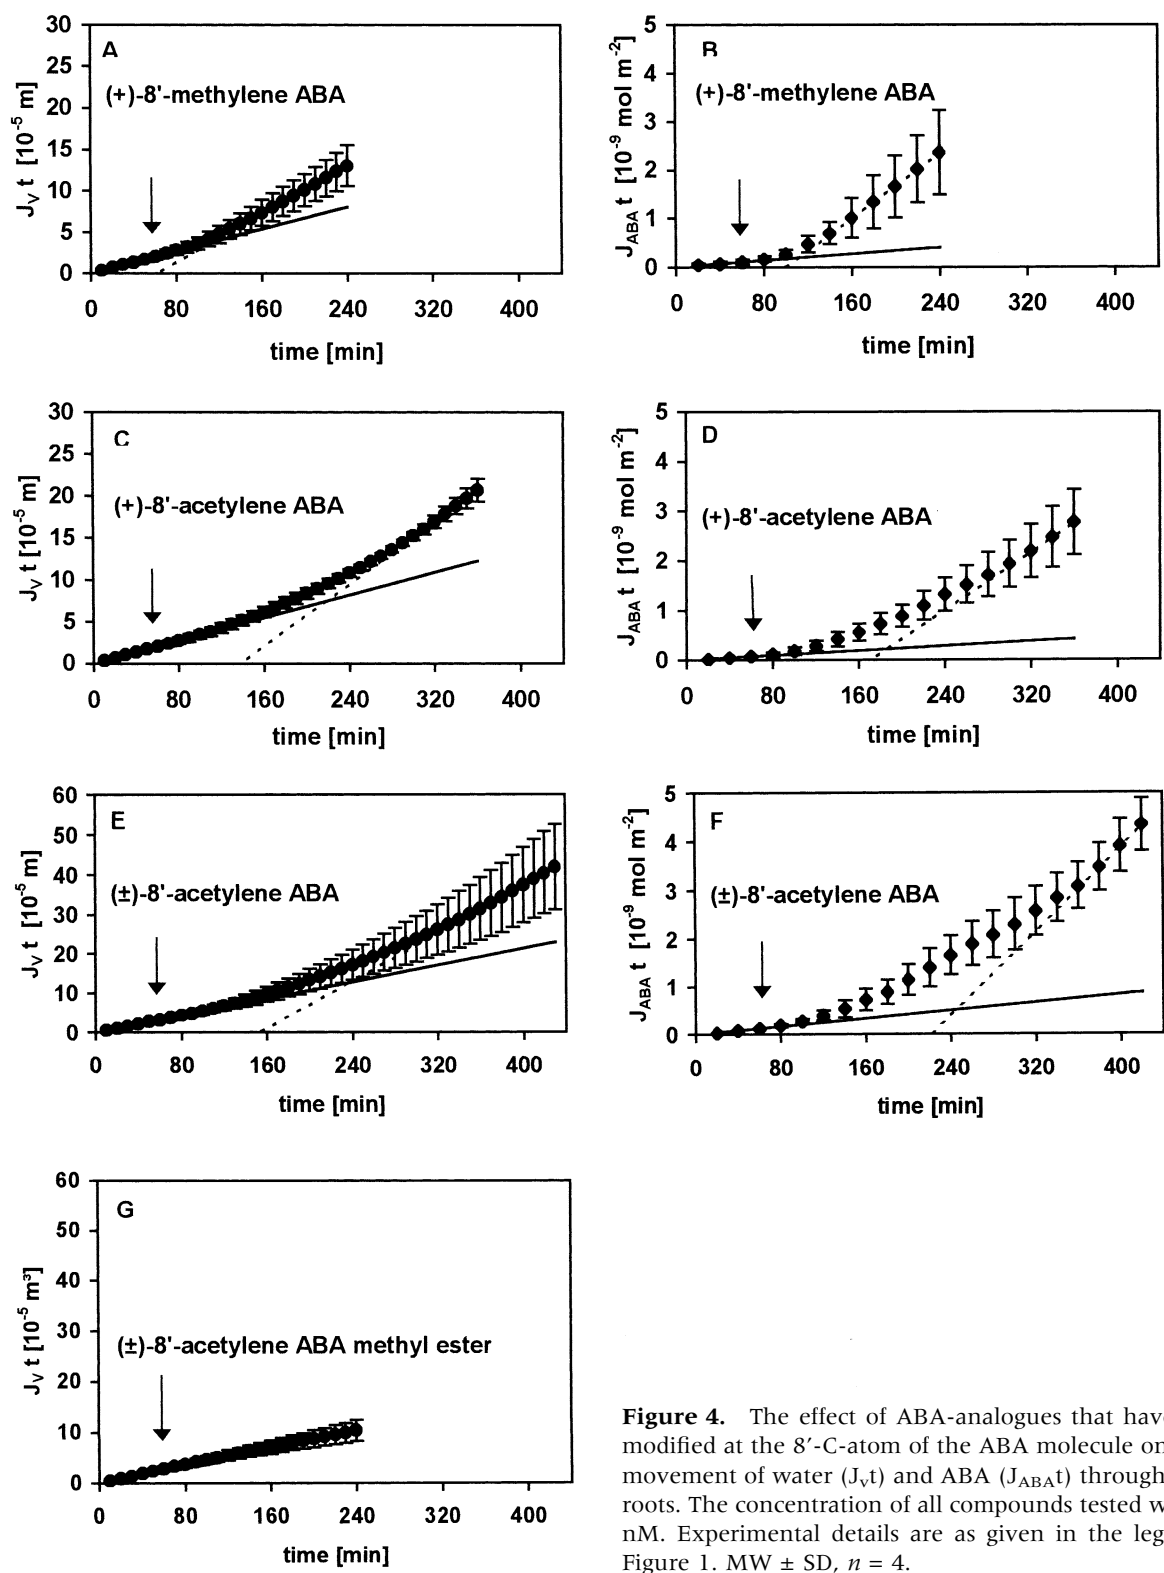 A
(+)-8'-methylene ABA
J_V t [10^-5 m]
30
25
20
15
10
5
0
0 80 160 240 320 400
time [min]
B
(+)-8'-methylene ABA
J_ABA t [10^-9 mol m^-2]
5
4
3
2
1
0
0 80 160 240 320 400
time [min]
C
(+)-8'-acetylene ABA
J_V t [10^-5 m]
30
25
20
15
10
5
0
0 80 160 240 320 400
time [min]
D
(+)-8'-acetylene ABA
J_ABA t [10^-9 mol m^-2]
5
4
3
2
1
0
0 80 160 240 320 400
time [min]
E
(±)-8'-acetylene ABA
J_V t [10^-5 m]
60
50
40
30
20
10
0
0 80 160 240 320 400
time [min]
F
(±)-8'-acetylene ABA
J_ABA t [10^-9 mol m^-2]
5
4
3
2
1
0
0 80 160 240 320 400
time [min]
G
(±)-8'-acetylene ABA methyl ester
J_V t [10^-5 m³]
60
50
40
30
20
10
0
0 80 160 240 320 400
time [min]
Figure 4. The effect of ABA-analogues that have
modified at the 8′-C-atom of the ABA molecule on
movement of water (J_vt) and ABA (J_ABAt) through
roots. The concentration of all compounds tested w
nM. Experimental details are as given in the leg
Figure 1. MW ± SD, n = 4.